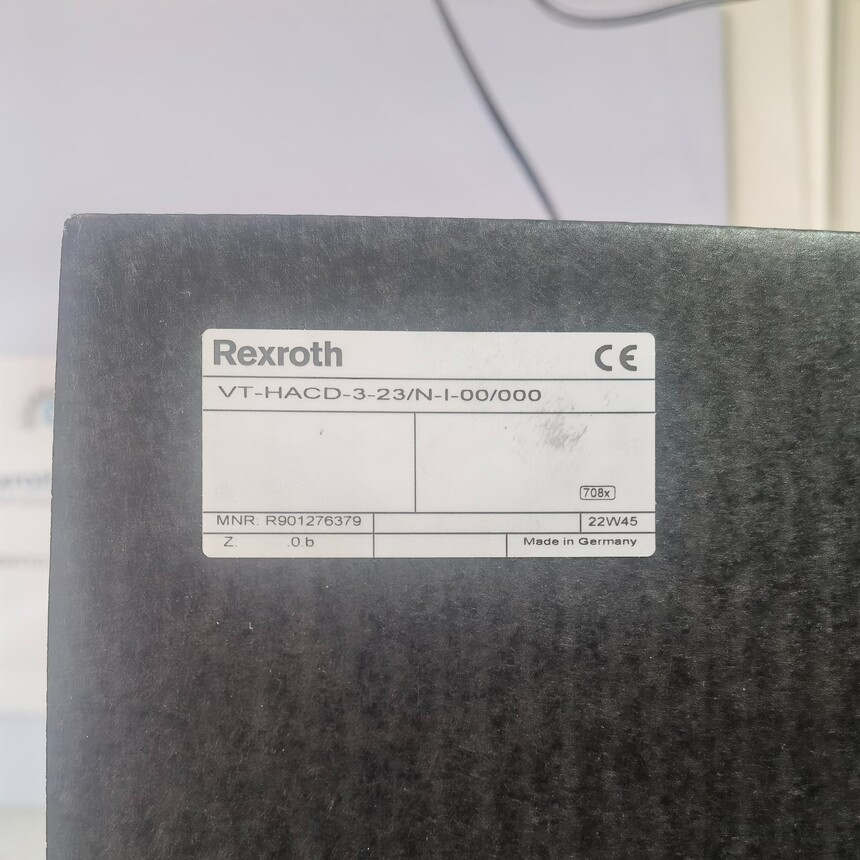 Rexroth CE
VT-HACD-3-23/N-I-00/000
708x
MNR: R901276379 22W45
Z. .0.b Made in Germany